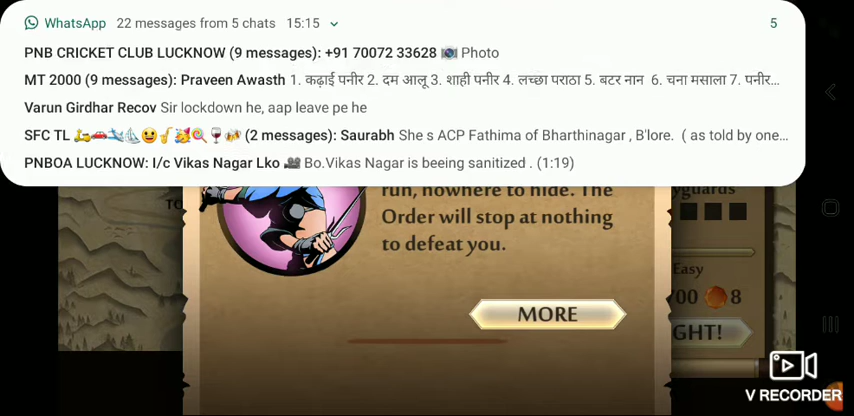 WhatsApp 22 messages from 5 chats 15:15 5
PNB CRICKET CLUB LUCKNOW (9 messages): +91 70072 33628 📷 Photo
MT 2000 (9 messages): Praveen Awasth 1. कढ़ाई पनीर 2. दम आलू 3. शाही पनीर 4. लच्छा पराठा 5. बटर नान 6. चना मसाला 7. पनीर...
Varun Girdhar Recov Sir lockdown he, aap leave pe he
SFC TL 🛵🚗🛩⛵😃🎷🥳🍭🍷🐝 (2 messages): Saurabh She s ACP Fathima of Bharthinagar , B'lore. ( as told by one...
PNBOA LUCKNOW: I/c Vikas Nagar Lko 🎥 Bo.Vikas Nagar is beeing sanitized . (1:19)
TO
run, nowhere to hide. The
Order will stop at nothing
to defeat you.
MORE
yguards
Easy
700 8
GHT!
V RECORDER